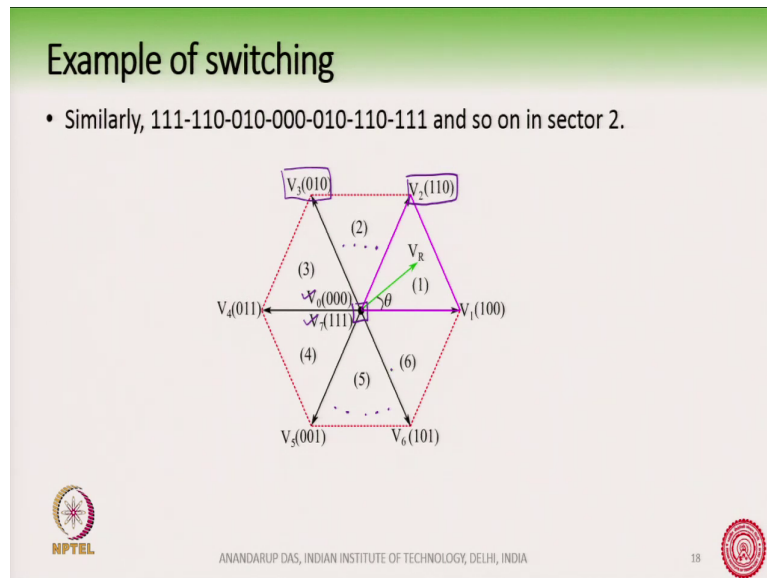 Example of switching
• Similarly, 111-110-010-000-010-110-111 and so on in sector 2.
V₃(010)
V₂(110)
(2)
V_R
(3)
(1)
V₀(000)
θ
V₄(011)
V₁(100)
V₇(111)
(4)
(6)
(5)
V₅(001)
V₆(101)
NPTEL
ANANDARUP DAS, INDIAN INSTITUTE OF TECHNOLOGY, DELHI, INDIA
18